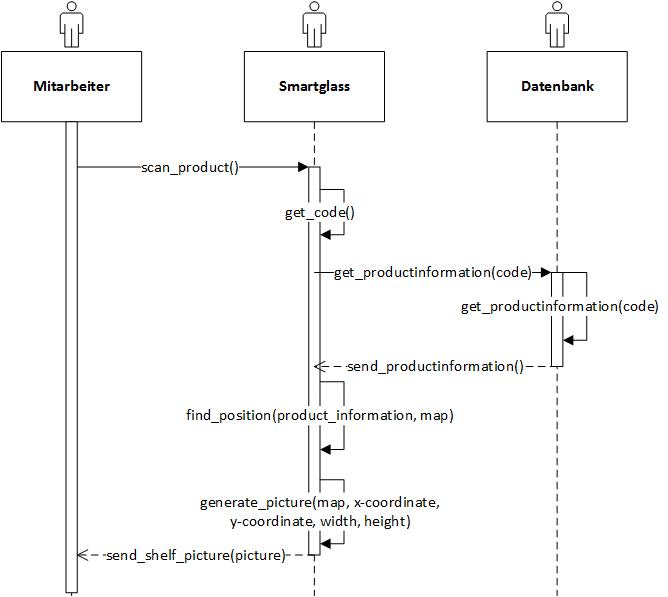 Mitarbeiter
Smartglass
Datenbank
scan_product()
get_code()
get_productinformation(code)
get_productinformation(code)
send_productinformation()
find_position(product_information, map)
generate_picture(map, x-coordinate,
y-coordinate, width, height)
send_shelf_picture(picture)